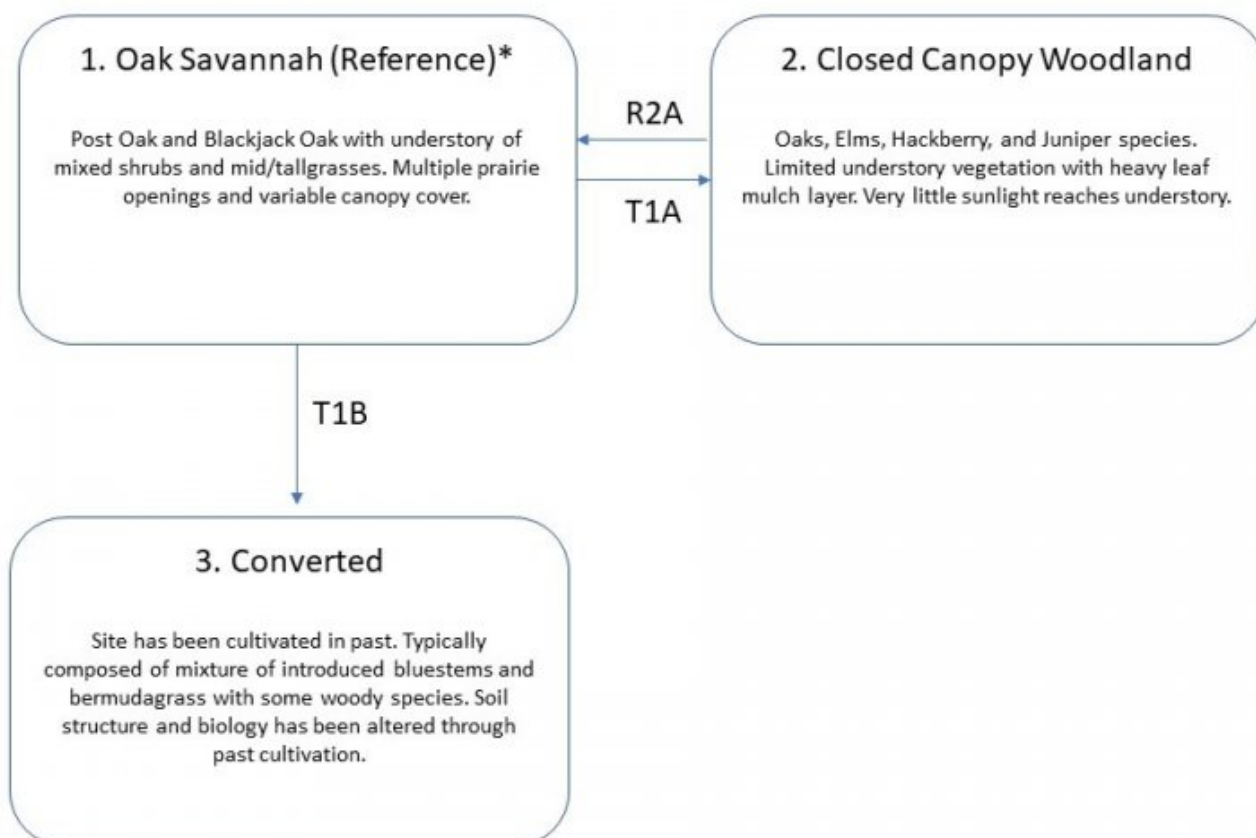 1. Oak Savannah (Reference)*
Post Oak and Blackjack Oak with understory of
mixed shrubs and mid/tallgrasses. Multiple prairie
openings and variable canopy cover.
R2A
T1A
2. Closed Canopy Woodland
Oaks, Elms, Hackberry, and Juniper species.
Limited understory vegetation with heavy leaf
mulch layer. Very little sunlight reaches understory.
T1B
3. Converted
Site has been cultivated in past. Typically
composed of mixture of introduced bluestems and
bermudagrass with some woody species. Soil
structure and biology has been altered through
past cultivation.